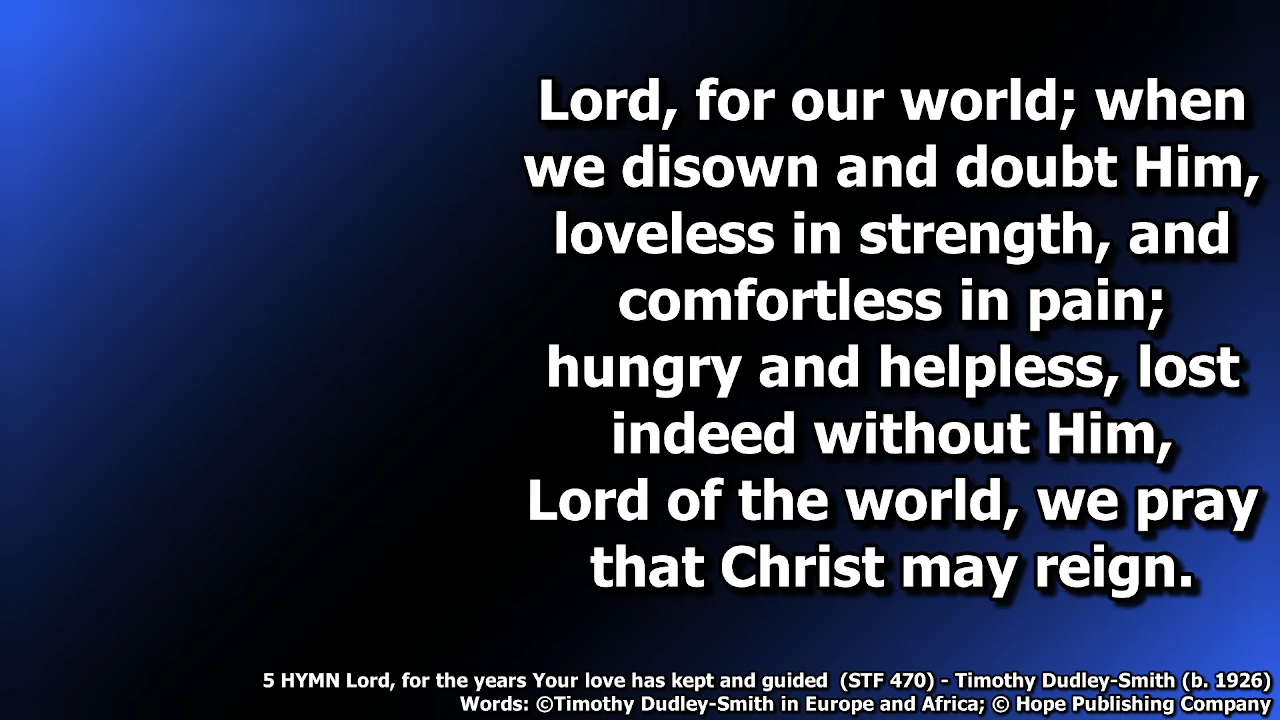 Lord, for our world; when
we disown and doubt Him,
loveless in strength, and
comfortless in pain;
hungry and helpless, lost
indeed without Him,
Lord of the world, we pray
that Christ may reign.
5 HYMN Lord, for the years Your love has kept and guided  (STF 470) - Timothy Dudley-Smith (b. 1926)
Words: ©Timothy Dudley-Smith in Europe and Africa; © Hope Publishing Company